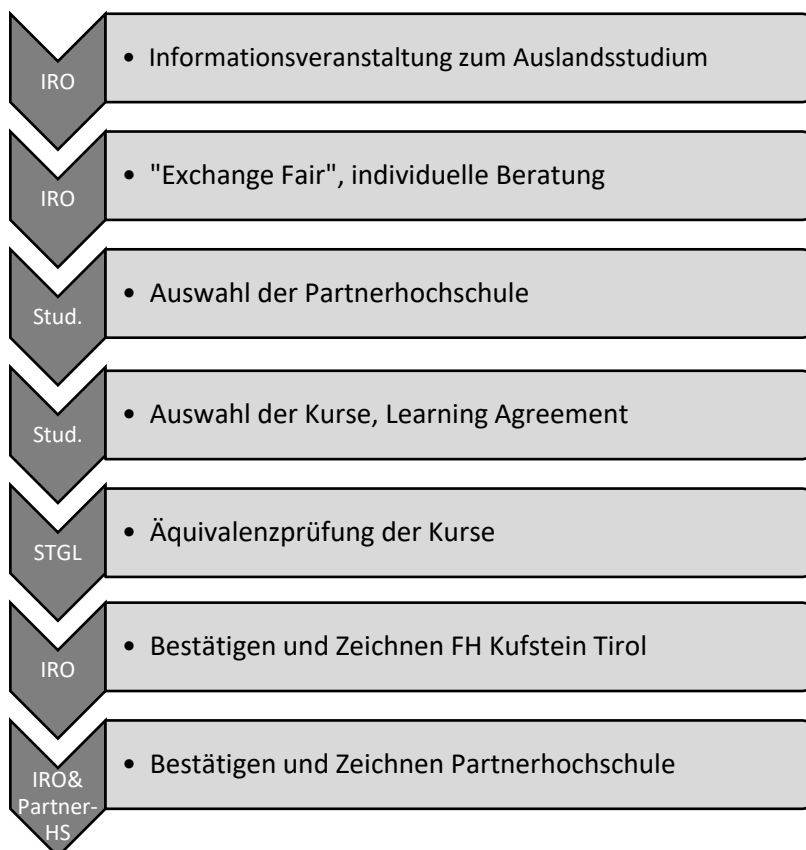 IRO
• Informationsveranstaltung zum Auslandsstudium
IRO
• "Exchange Fair", individuelle Beratung
Stud.
• Auswahl der Partnerhochschule
Stud.
• Auswahl der Kurse, Learning Agreement
STGL
• Äquivalenzprüfung der Kurse
IRO
• Bestätigen und Zeichnen FH Kufstein Tirol
IRO&
Partner-
HS
• Bestätigen und Zeichnen Partnerhochschule